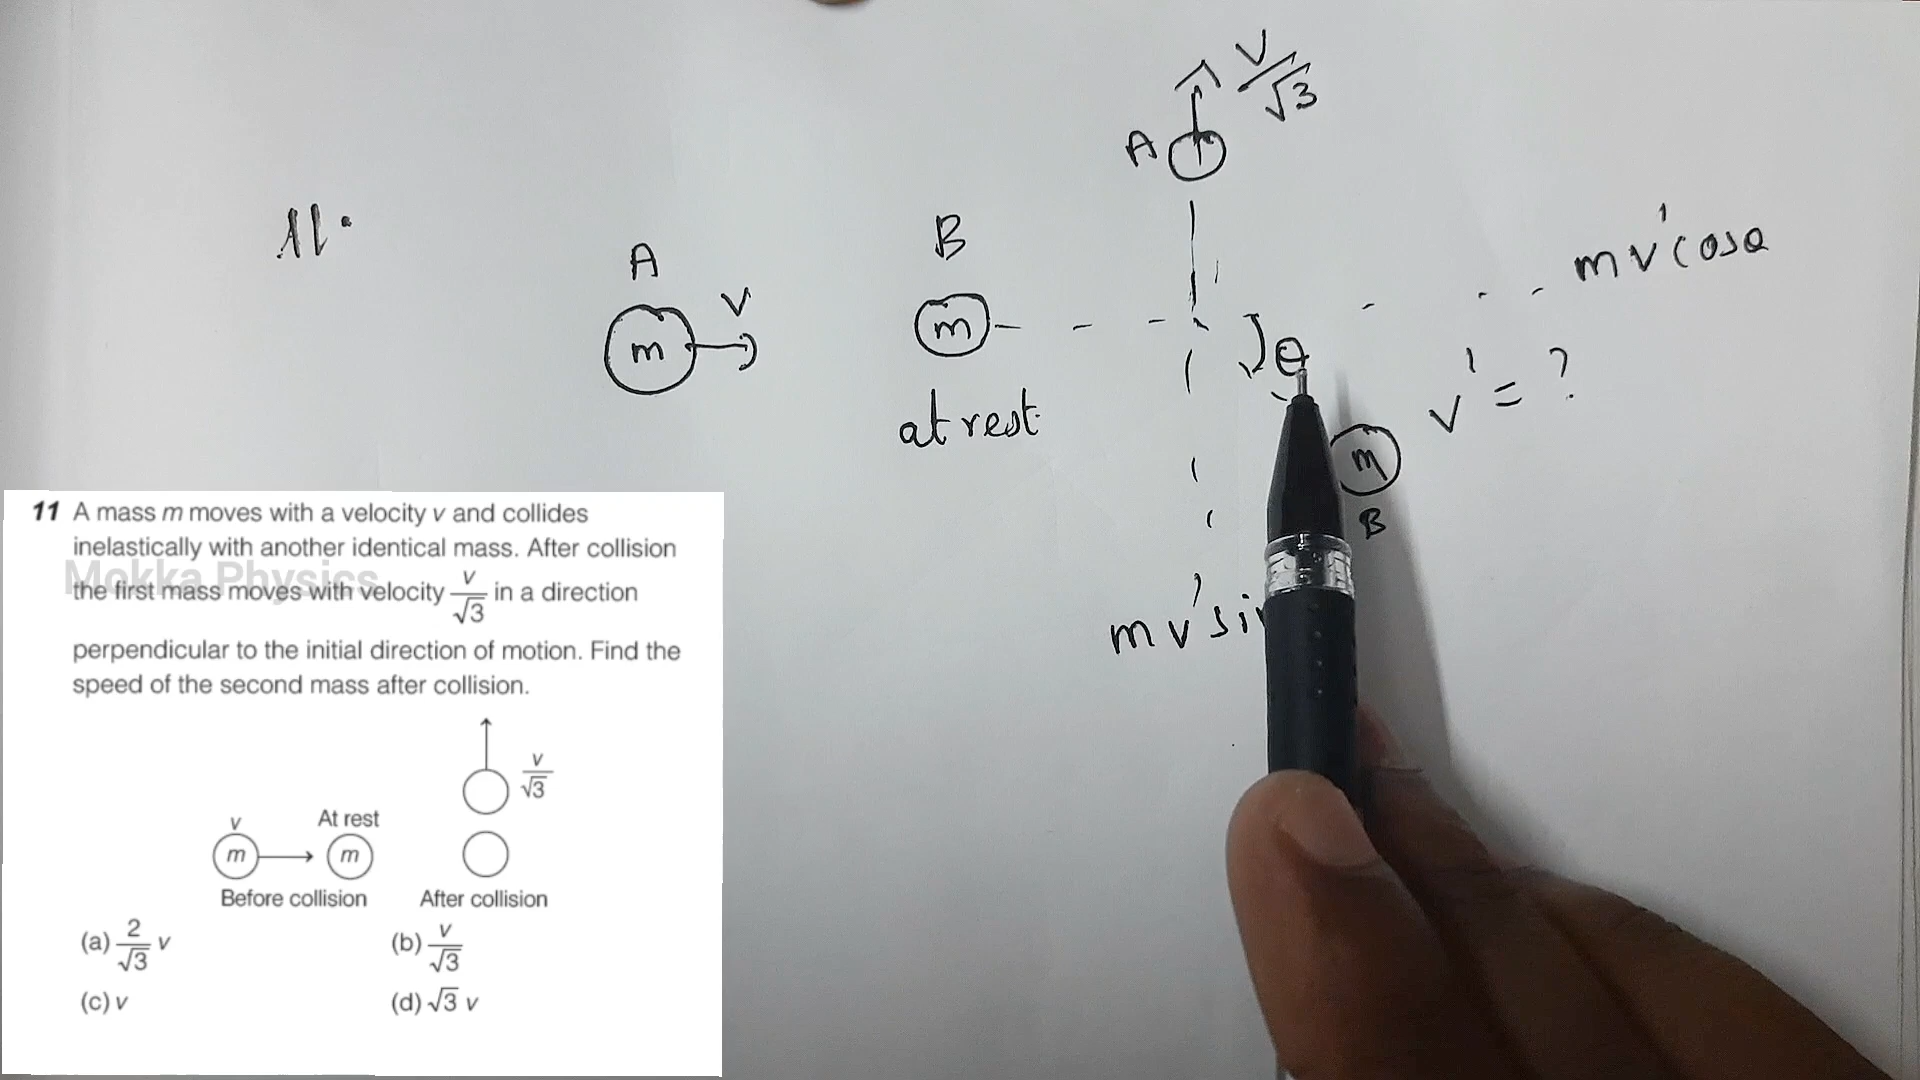 V/√3
A
11.
A
B
mv'cosθ
V
m
m
θ
at rest
v' = ?
m
B
mv'
11 A mass m moves with a velocity v and collides
inelastically with another identical mass. After collision
Mokka Physics
the first mass moves with velocity v/√3 in a direction
perpendicular to the initial direction of motion. Find the
speed of the second mass after collision.
v/√3
v
At rest
m
m
Before collision
After collision
(a) 2/√3 v
(b) v/√3
(c) v
(d) √3 v